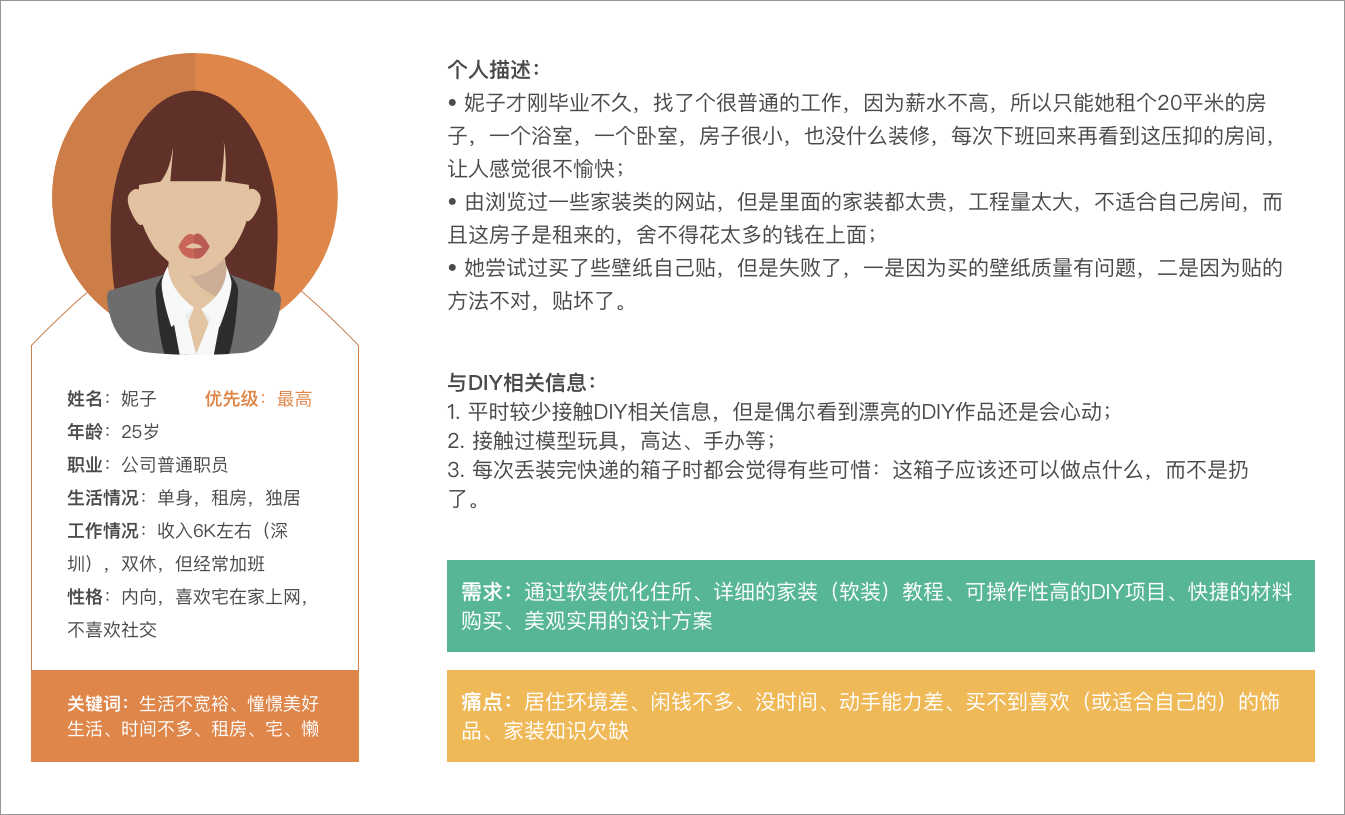 姓名：妮子 优先级：最高
年龄：25岁
职业：公司普通职员
生活情况：单身，租房，独居
工作情况：收入6K左右（深
圳），双休，但经常加班
性格：内向，喜欢宅在家上网，
不喜欢社交
关键词：生活不宽裕、憧憬美好
生活、时间不多、租房、宅、懒
个人描述：
• 妮子才刚毕业不久，找了个很普通的工作，因为薪水不高，所以只能她租个20平米的房
子，一个浴室，一个卧室，房子很小，也没什么装修，每次下班回来再看到这压抑的房间，
让人感觉很不愉快；
• 由浏览过一些家装类的网站，但是里面的家装都太贵，工程量太大，不适合自己房间，而
且这房子是租来的，舍不得花太多的钱在上面；
• 她尝试过买了些壁纸自己贴，但是失败了，一是因为买的壁纸质量有问题，二是因为贴的
方法不对，贴坏了。
与DIY相关信息：
1. 平时较少接触DIY相关信息，但是偶尔看到漂亮的DIY作品还是会心动；
2. 接触过模型玩具，高达、手办等；
3. 每次丢装完快递的箱子时都会觉得有些可惜：这箱子应该还可以做点什么，而不是扔
了。
需求：通过软装优化住所、详细的家装（软装）教程、可操作性高的DIY项目、快捷的材料
购买、美观实用的设计方案
痛点：居住环境差、闲钱不多、没时间、动手能力差、买不到喜欢（或适合自己的）的饰
品、家装知识欠缺